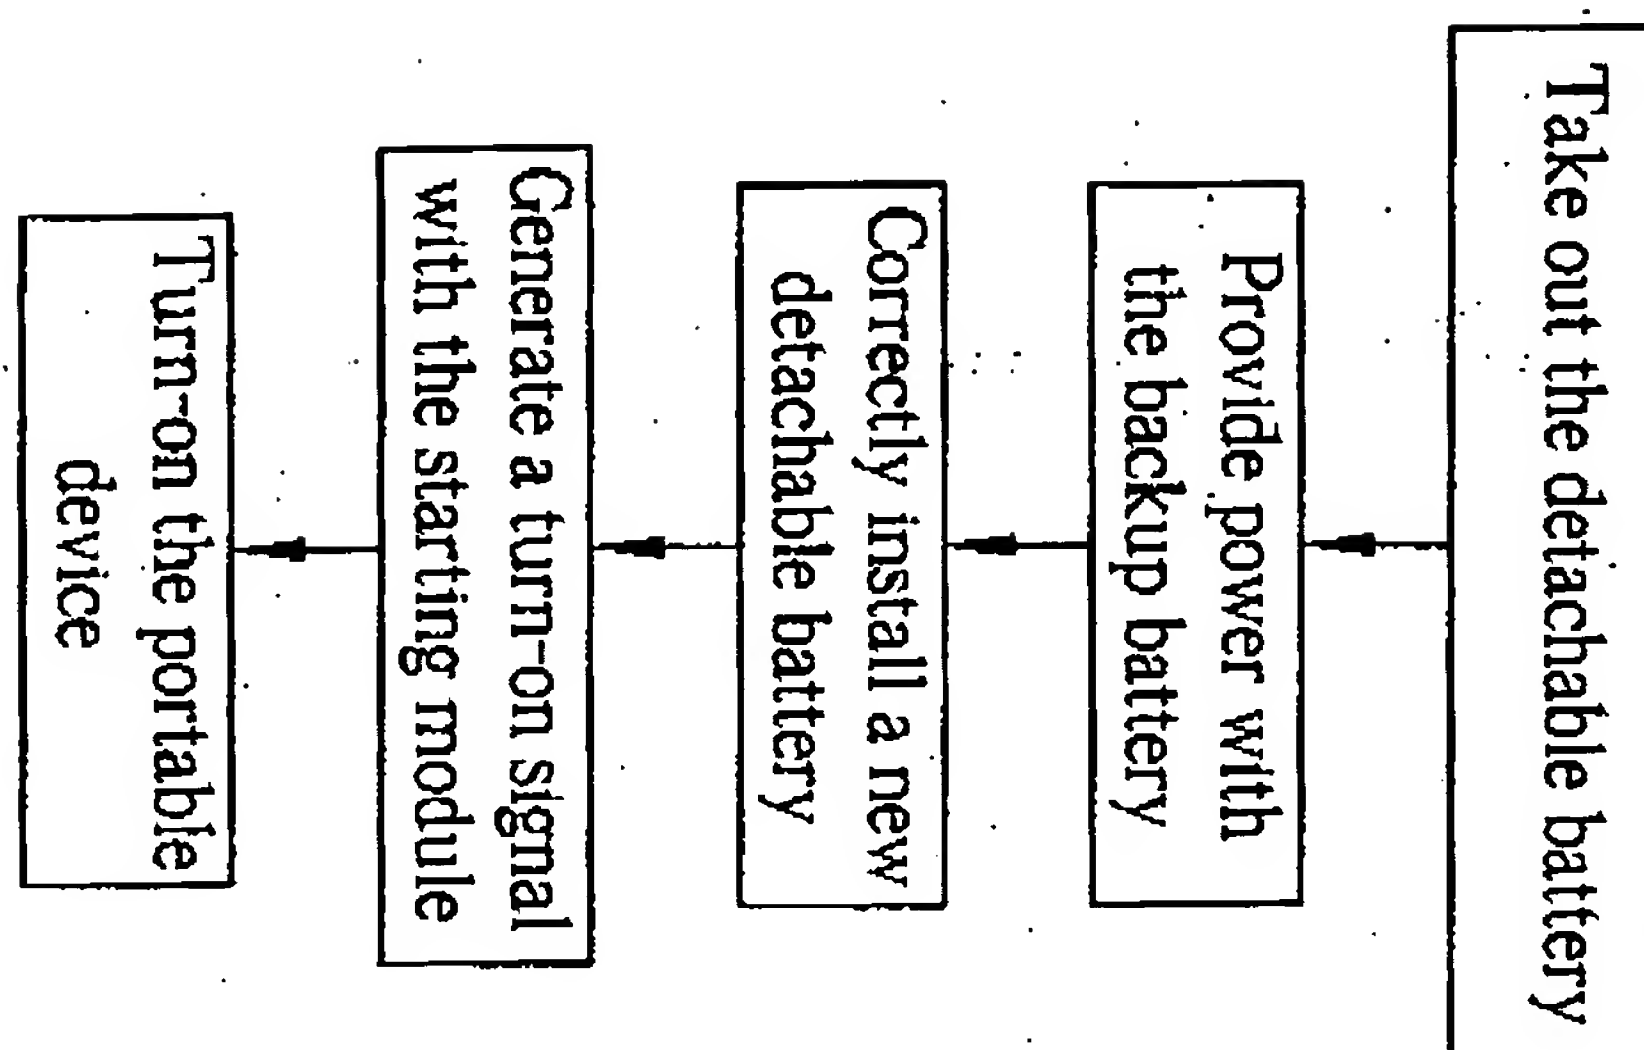 Take out the detachable battery
Provide power with
the backup battery
Correctly install a new
detachable battery
Generate a turn-on signal
with the starting module
Turn-on the portable
device